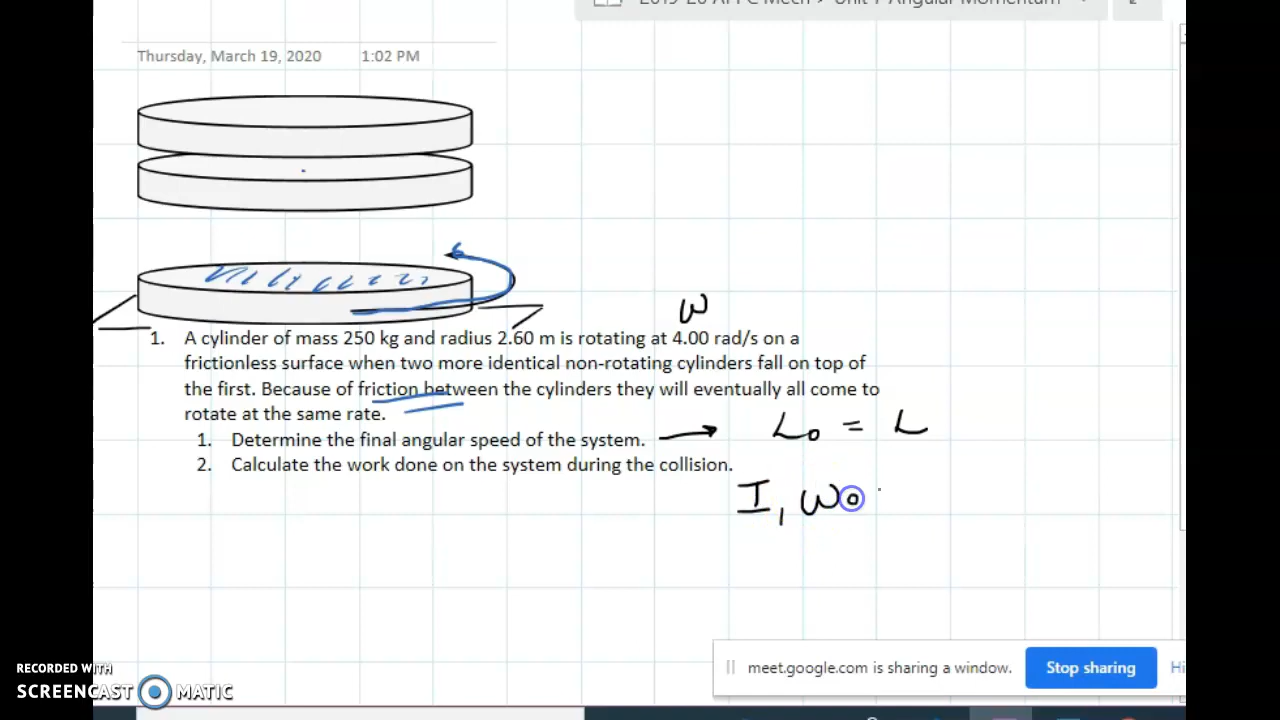 Thursday, March 19, 2020 1:02 PM
ω
1. A cylinder of mass 250 kg and radius 2.60 m is rotating at 4.00 rad/s on a
frictionless surface when two more identical non-rotating cylinders fall on top of
the first. Because of friction between the cylinders they will eventually all come to
rotate at the same rate.
1. Determine the final angular speed of the system. → L₀ = L
2. Calculate the work done on the system during the collision.
I₁ ω₀
meet.google.com is sharing a window. Stop sharing
RECORDED WITH
SCREENCAST MATIC